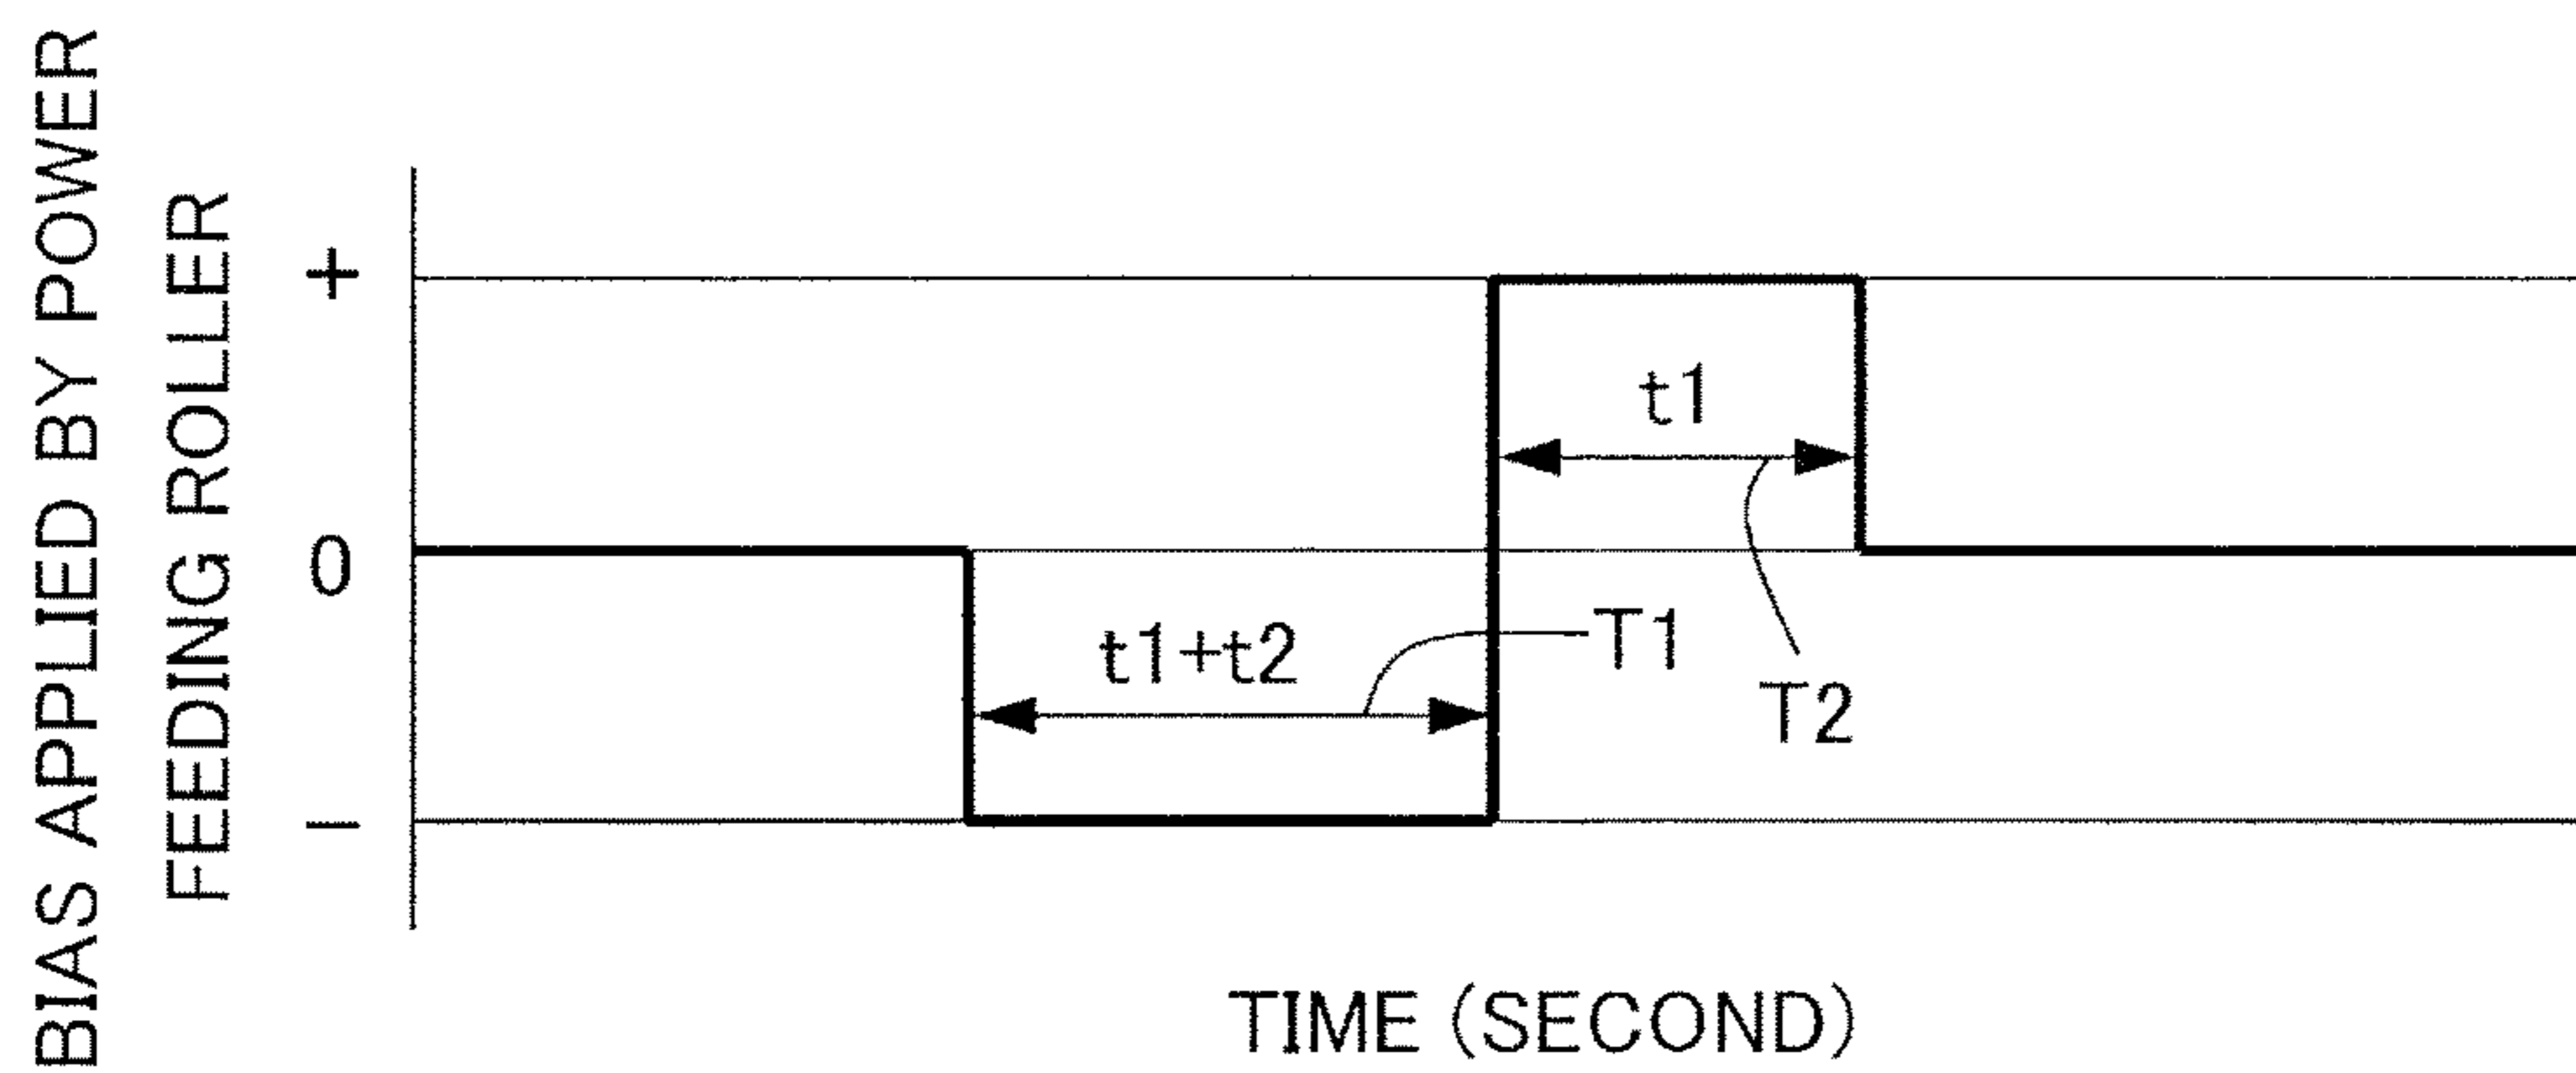 BIAS APPLIED BY POWER
FEEDING ROLLER
+
0
−
t1
t1+t2
T1
T2
TIME (SECOND)